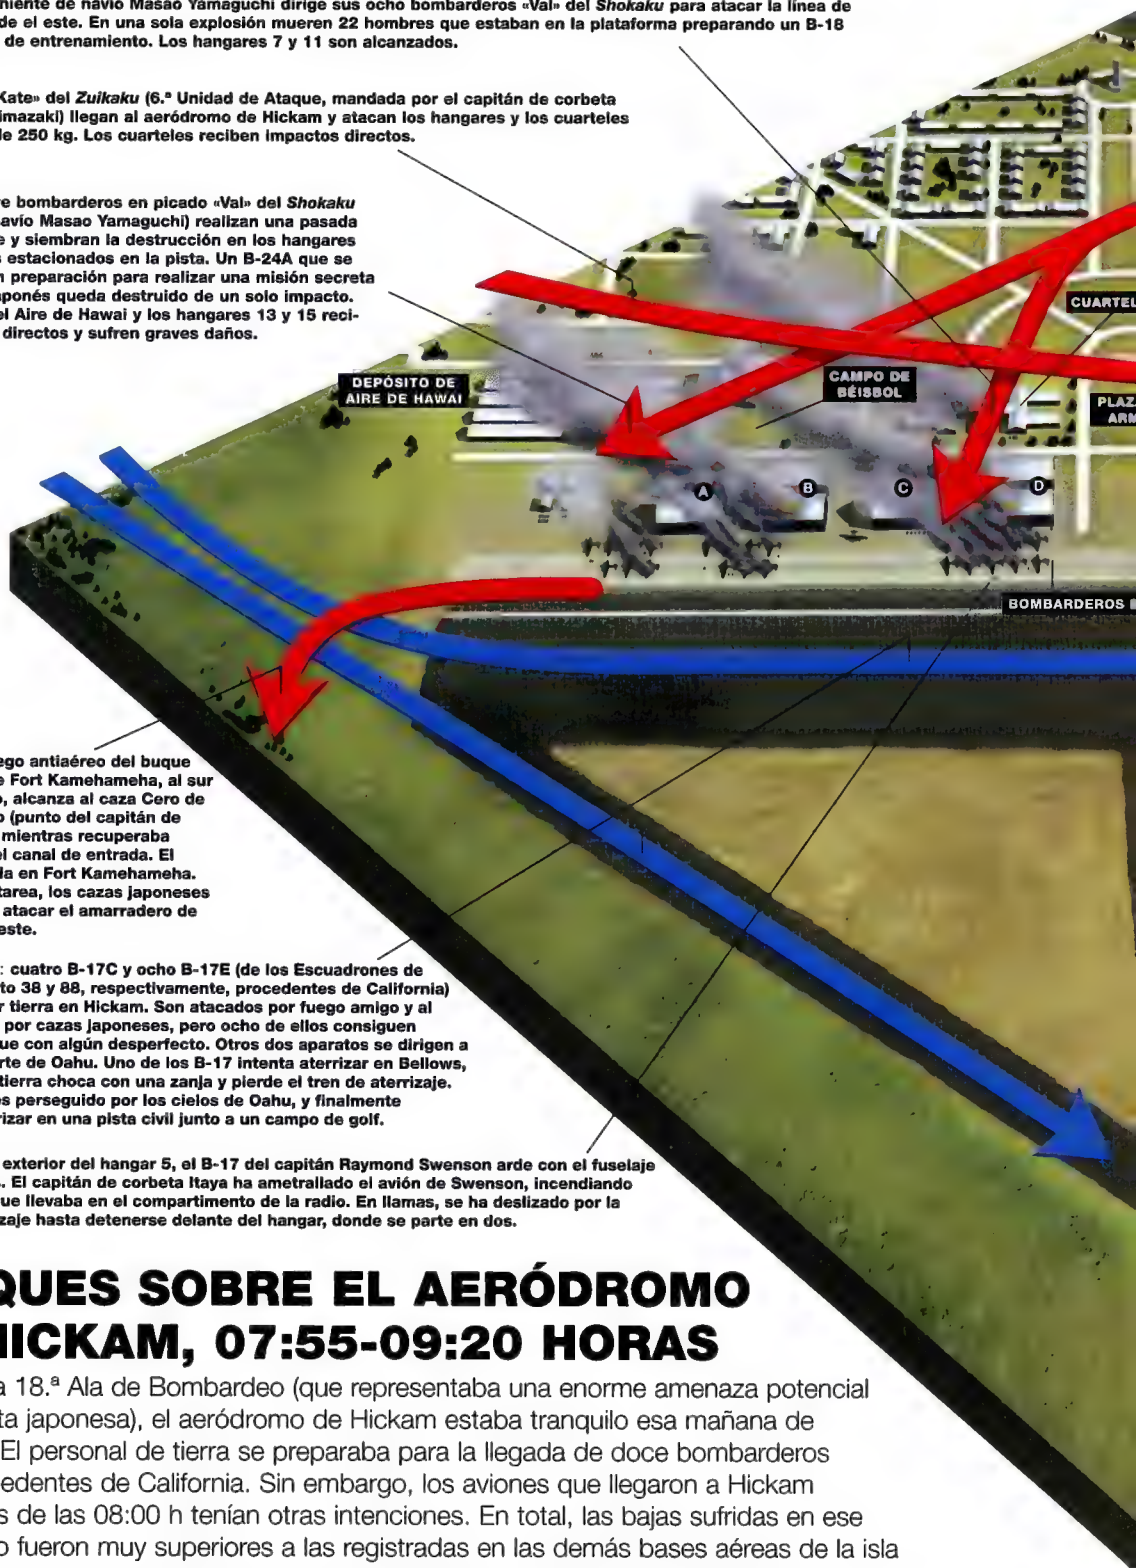 niente de navío Masao Yamaguchi dirige sus ocho bombarderos «Val» del Shokaku para atacar la línea de
de el este. En una sola explosión mueren 22 hombres que estaban en la plataforma preparando un B-18
de entrenamiento. Los hangares 7 y 11 son alcanzados.
Kate» del Zuikaku (6.ª Unidad de Ataque, mandada por el capitán de corbeta
imazaki) llegan al aeródromo de Hickam y atacan los hangares y los cuarteles
de 250 kg. Los cuarteles reciben impactos directos.
re bombarderos en picado «Val» del Shokaku
avío Masao Yamaguchi) realizan una pasada
e y siembran la destrucción en los hangares
s estacionados en la pista. Un B-24A que se
n preparación para realizar una misión secreta
aponés queda destruido de un solo impacto.
el Aire de Hawai y los hangares 13 y 15 reci-
directos y sufren graves daños.
CUARTEL
DEPÓSITO DE
AIRE DE HAWAI
CAMPO DE
BÉISBOL
PLAZA
ARM
A
B
C
D
BOMBARDEROS
ego antiaéreo del buque
e Fort Kamehameha, al sur
o, alcanza al caza Cero de
o (punto del capitán de
mientras recuperaba
el canal de entrada. El
la en Fort Kamehameha.
tarea, los cazas japoneses
atacar el amarradero de
este.
: cuatro B-17C y ocho B-17E (de los Escuadrones de
to 38 y 88, respectivamente, procedentes de California)
r tierra en Hickam. Son atacados por fuego amigo y al
por cazas japoneses, pero ocho de ellos consiguen
que con algún desperfecto. Otros dos aparatos se dirigen a
rte de Oahu. Uno de los B-17 intenta aterrizar en Bellows,
tierra choca con una zanja y pierde el tren de aterrizaje.
es perseguido por los cielos de Oahu, y finalmente
rizar en una pista civil junto a un campo de golf.
exterior del hangar 5, el B-17 del capitán Raymond Swenson arde con el fuselaje
. El capitán de corbeta Itaya ha ametrallado el avión de Swenson, incendiando
que llevaba en el compartimento de la radio. En llamas, se ha deslizado por la
zaje hasta detenerse delante del hangar, donde se parte en dos.
QUES SOBRE EL AERÓDROMO
HICKAM, 07:55-09:20 HORAS
a 18.ª Ala de Bombardeo (que representaba una enorme amenaza potencial
ta japonesa), el aeródromo de Hickam estaba tranquilo esa mañana de
El personal de tierra se preparaba para la llegada de doce bombarderos
edentes de California. Sin embargo, los aviones que llegaron a Hickam
s de las 08:00 h tenían otras intenciones. En total, las bajas sufridas en ese
o fueron muy superiores a las registradas en las demás bases aéreas de la isla